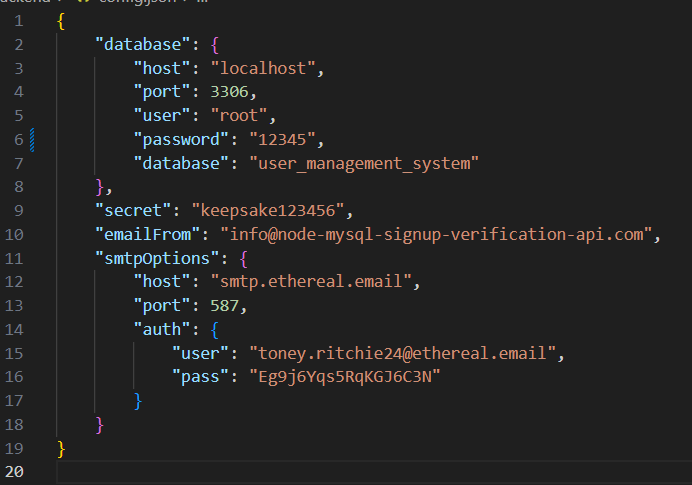 config.json > ...
1 {
2 "database": {
3 "host": "localhost",
4 "port": 3306,
5 "user": "root",
6 "password": "12345",
7 "database": "user_management_system"
8 },
9 "secret": "keepsake123456",
10 "emailFrom": "info@node-mysql-signup-verification-api.com",
11 "smtpOptions": {
12 "host": "smtp.ethereal.email",
13 "port": 587,
14 "auth": {
15 "user": "toney.ritchie24@ethereal.email",
16 "pass": "Eg9j6Yqs5RqKGJ6C3N"
17 }
18 }
19 }
20